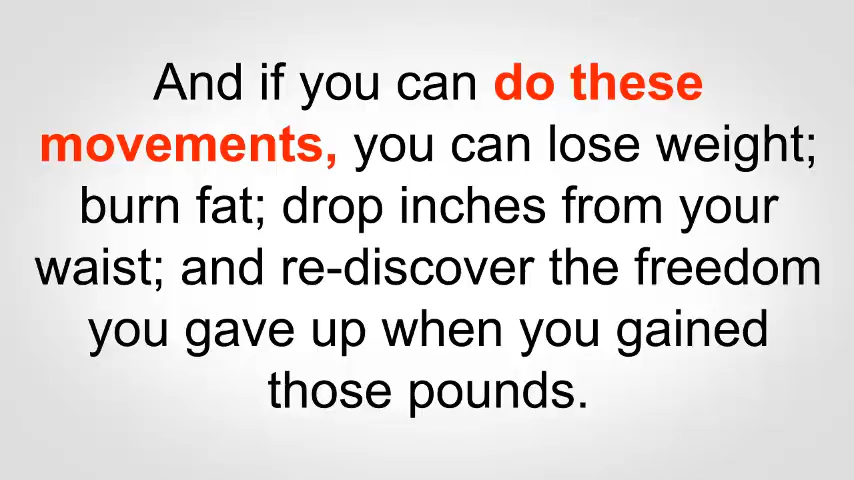 And if you can do these
movements, you can lose weight;
burn fat; drop inches from your
waist; and re-discover the freedom
you gave up when you gained
those pounds.